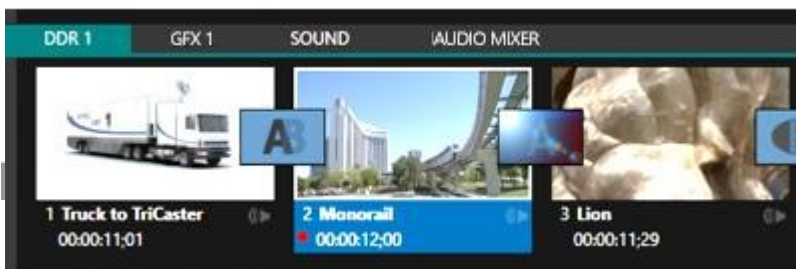 DDR 1 GFX 1 SOUND AUDIO MIXER
AB
A
1 Truck to TriCaster
00:00:11;01
2 Monorail
00:00:12;00
3 Lion
00:00:11;29